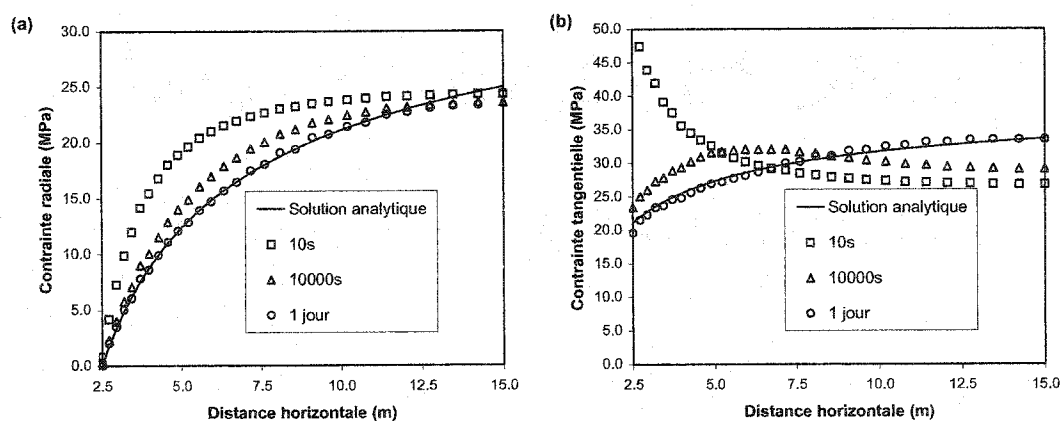 (a)
Contrainte radiale (MPa)
30.0
25.0
20.0
15.0
10.0
5.0
0.0
2.5 5.0 7.5 10.0 12.5 15.0
Distance horizontale (m)
Solution analytique
10s
10000s
1 jour
(b)
Contrainte tangentielle (MPa)
50.0
45.0
40.0
35.0
30.0
25.0
20.0
15.0
10.0
5.0
0.0
2.5 5.0 7.5 10.0 12.5 15.0
Distance horizontale (m)
Solution analytique
10s
10000s
1 jour